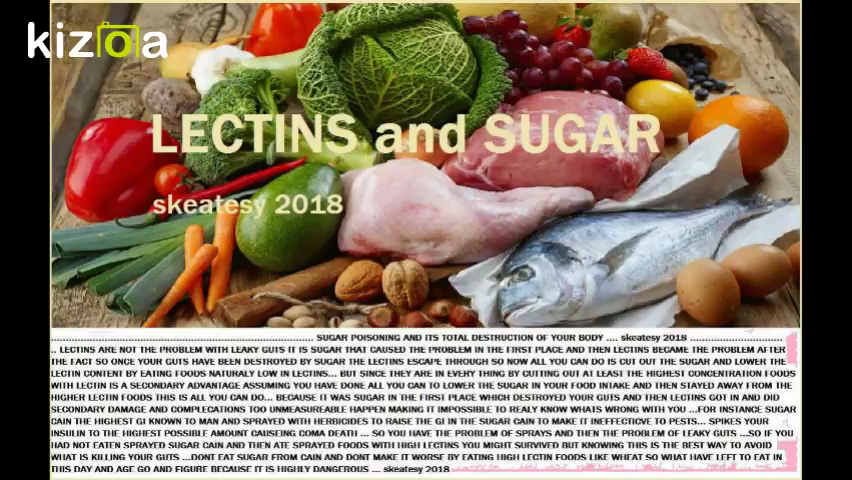 kizoa
LECTINS and SUGAR
skeatesy 2018
SUGAR POISONING AND ITS TOTAL DESTRUCTION OF YOUR BODY .... skeatesy 2018
.. LECTINS ARE NOT THE PROBLEM WITH LEAKY GUTS IT IS SUGAR THAT CAUSED THE PROBLEM IN THE FIRST PLACE AND THEN LECTINS BECAME THE PROBLEM AFTER
THE FACT SO ONCE YOUR GUTS HAVE BEEN DESTROYED BY SUGAR THE LECTINS ESCAPE THROUGH SO NOW ALL YOU CAN DO IS CUT OUT THE SUGAR AND LOWER THE
LECTIN CONTENT BY EATING FOODS NATURALY LOW IN LECTINS... BUT SINCE THEY ARE IN EVERY THING BY CUTTING OUT AT LEAST THE HIGHEST CONCENTRATION FOODS
WITH LECTIN IS A SECONDARY ADVANTAGE ASSUMING YOU HAVE DONE ALL YOU CAN TO LOWER THE SUGAR IN YOUR FOOD INTAKE AND THEN STAYED AWAY FROM THE
HIGHER LECTIN FOODS THIS IS ALL YOU CAN DO... BECAUSE IT WAS SUGAR IN THE FIRST PLACE WHICH DESTROYED YOUR GUTS AND THEN LECTINS GOT IN AND DID
SECONDARY DAMAGE AND COMPLECATIONS TOO UNMEASUREABLE HAPPEN MAKING IT IMPOSSIBLE TO REALY KNOW WHATS WRONG WITH YOU ...FOR INSTANCE SUGAR
CAIN THE HIGHEST GI KNOWN TO MAN AND SPRAYED WITH HERBICIDES TO RAISE THE GI IN THE SUGAR CAIN TO MAKE IT INEFFECTICVE TO PESTS... SPIKES YOUR
INSULIN TO THE HIGHEST POSSIBLE AMOUNT CAUSEING COMA DEATH ... SO YOU HAVE THE PROBLEM OF SPRAYS AND THEN THE PROBLEM OF LEAKY GUTS ...SO IF YOU
HAD NOT EATEN SPRAYED SUGAR CAIN AND THEN ATE SPRAYED FOODS WITH HIGH LECTINS YOU MIGHT SURVIVED BUT KNOWING THIS IS THE BEST WAY TO AVOID
WHAT IS KILLING YOUR GUTS ...DONT EAT SUGAR FROM CAIN AND DONT MAKE IT WORSE BY EATING HIGH LECTIN FOODS LIKE WHEAT SO WHAT HAVE LEFT TO EAT IN
THIS DAY AND AGE GO AND FIGURE BECAUSE IT IS HIGHLY DANGEROUS ... skeatesy 2018